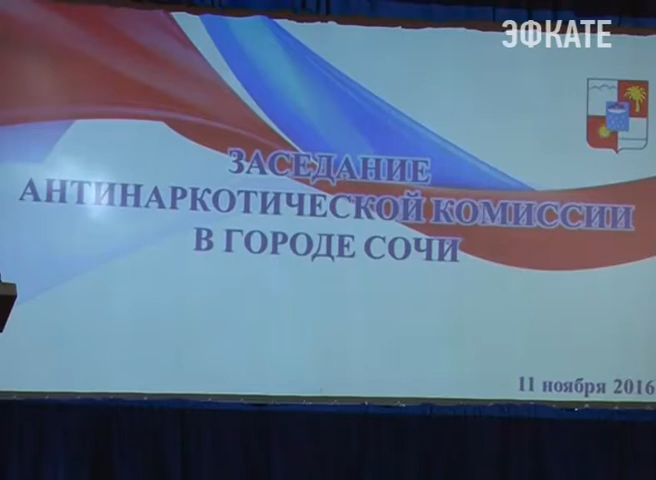 ЭФКАТЕ
ЗАСЕДАНИЕ
АНТИНАРКОТИЧЕСКОЙ КОМИССИИ
В ГОРОДЕ СОЧИ
11 ноября 2016